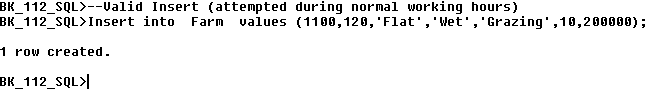 BK_112_SQL>--Valid Insert (attempted during normal working hours)
BK_112_SQL>Insert into  Farm  values (1100,120,'Flat','Wet','Grazing',10,200000);
1 row created.
BK_112_SQL>